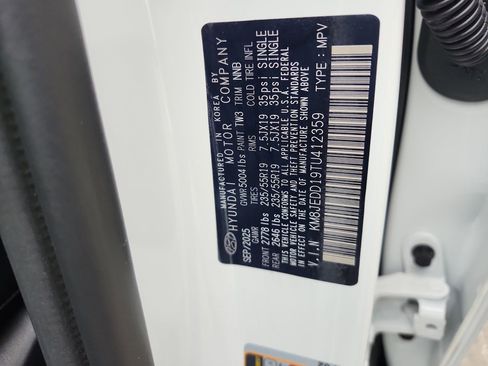 MANUFACTURED IN KOREA BY
HYUNDAI MOTOR COMPANY
SEP/2025 GVWR 5004 lbs PAINT TW3 TRIM NNB
GAWR TIRES RIMS COLD TIRE INFL
FRONT 2778 lbs 235/55R19 7.5JX19 35psi SINGLE
REAR 2646 lbs 235/55R19 7.5JX19 35psi SINGLE
THIS VEHICLE CONFORMS TO ALL APPLICABLE U.S.A. FEDERAL
MOTOR VEHICLE SAFETY AND THEFT PREVENTION STANDARDS
IN EFFECT ON THE DATE OF MANUFACTURE SHOWN ABOVE
V.I.N KM8JEDD19TU412359 TYPE : MPV